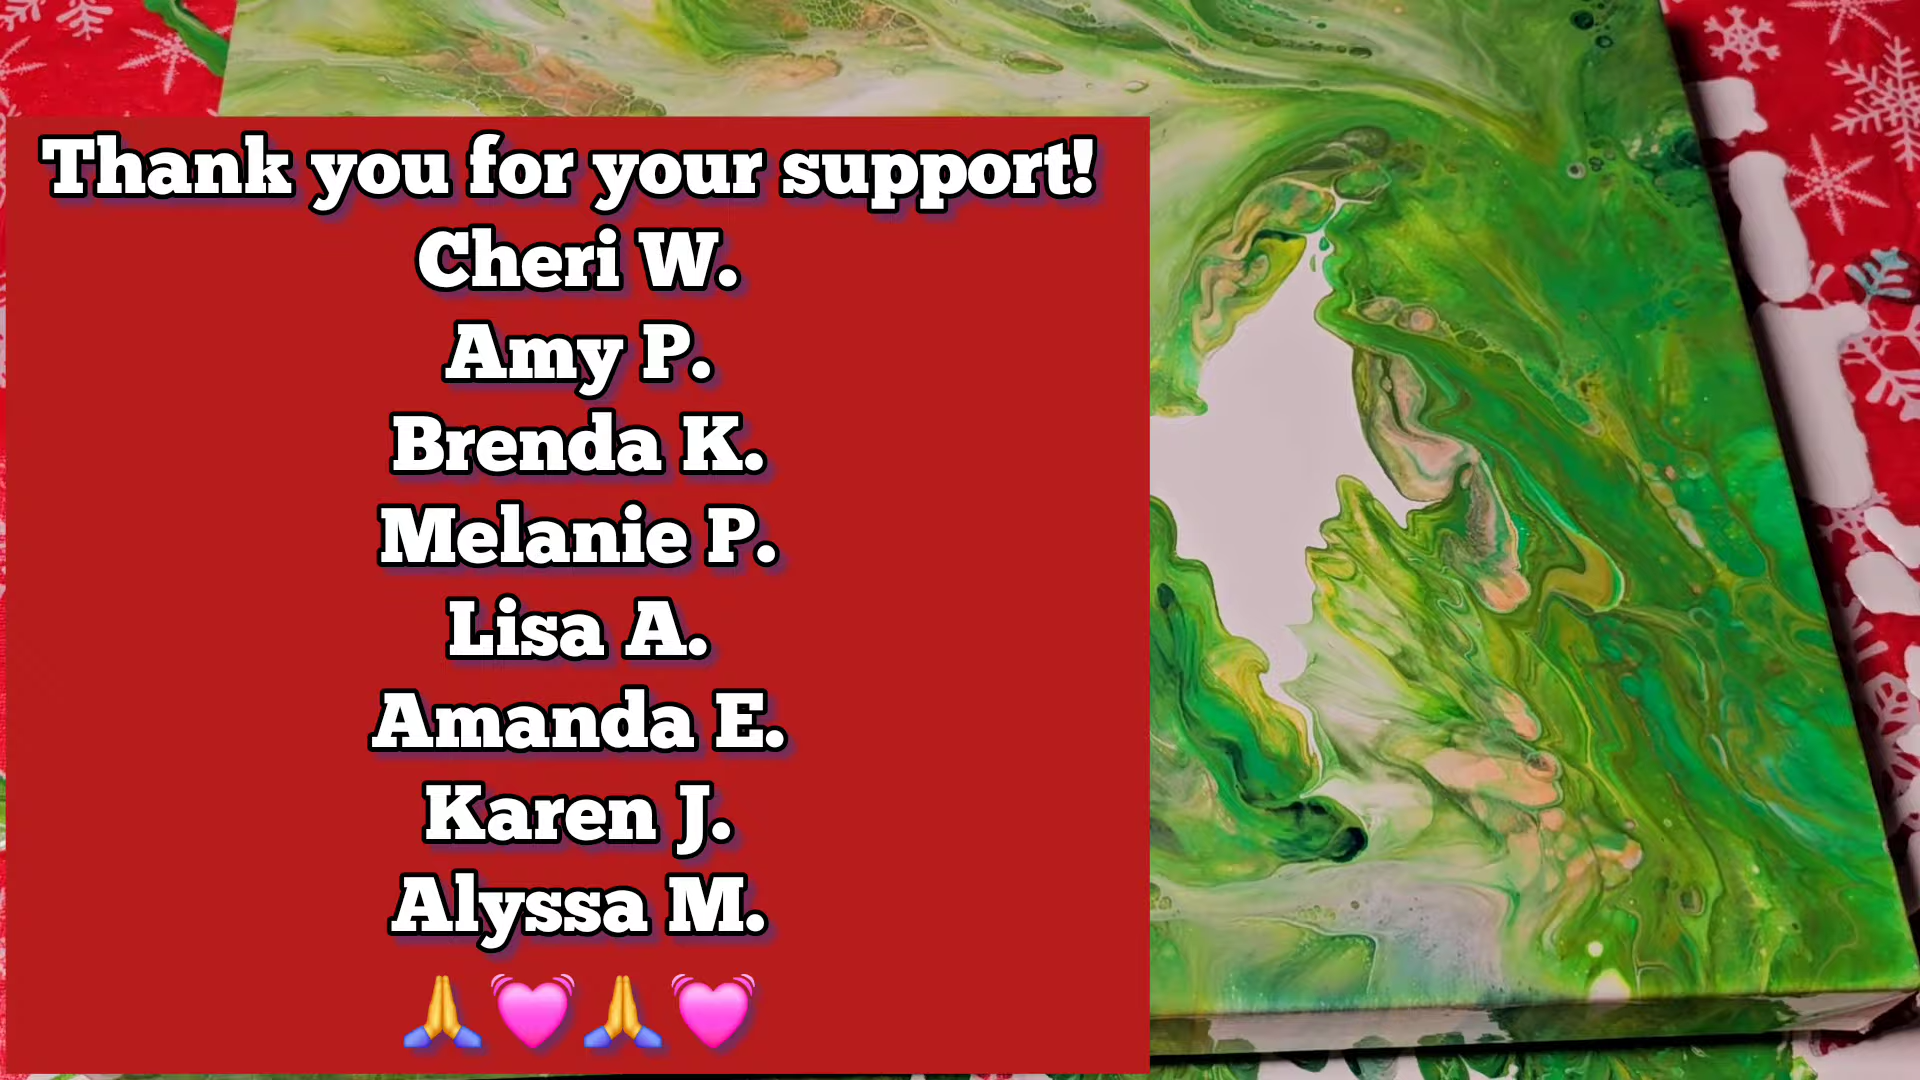 Thank you for your support!
Cheri W.
Amy P.
Brenda K.
Melanie P.
Lisa A.
Amanda E.
Karen J.
Alyssa M.
🙏💓🙏💓